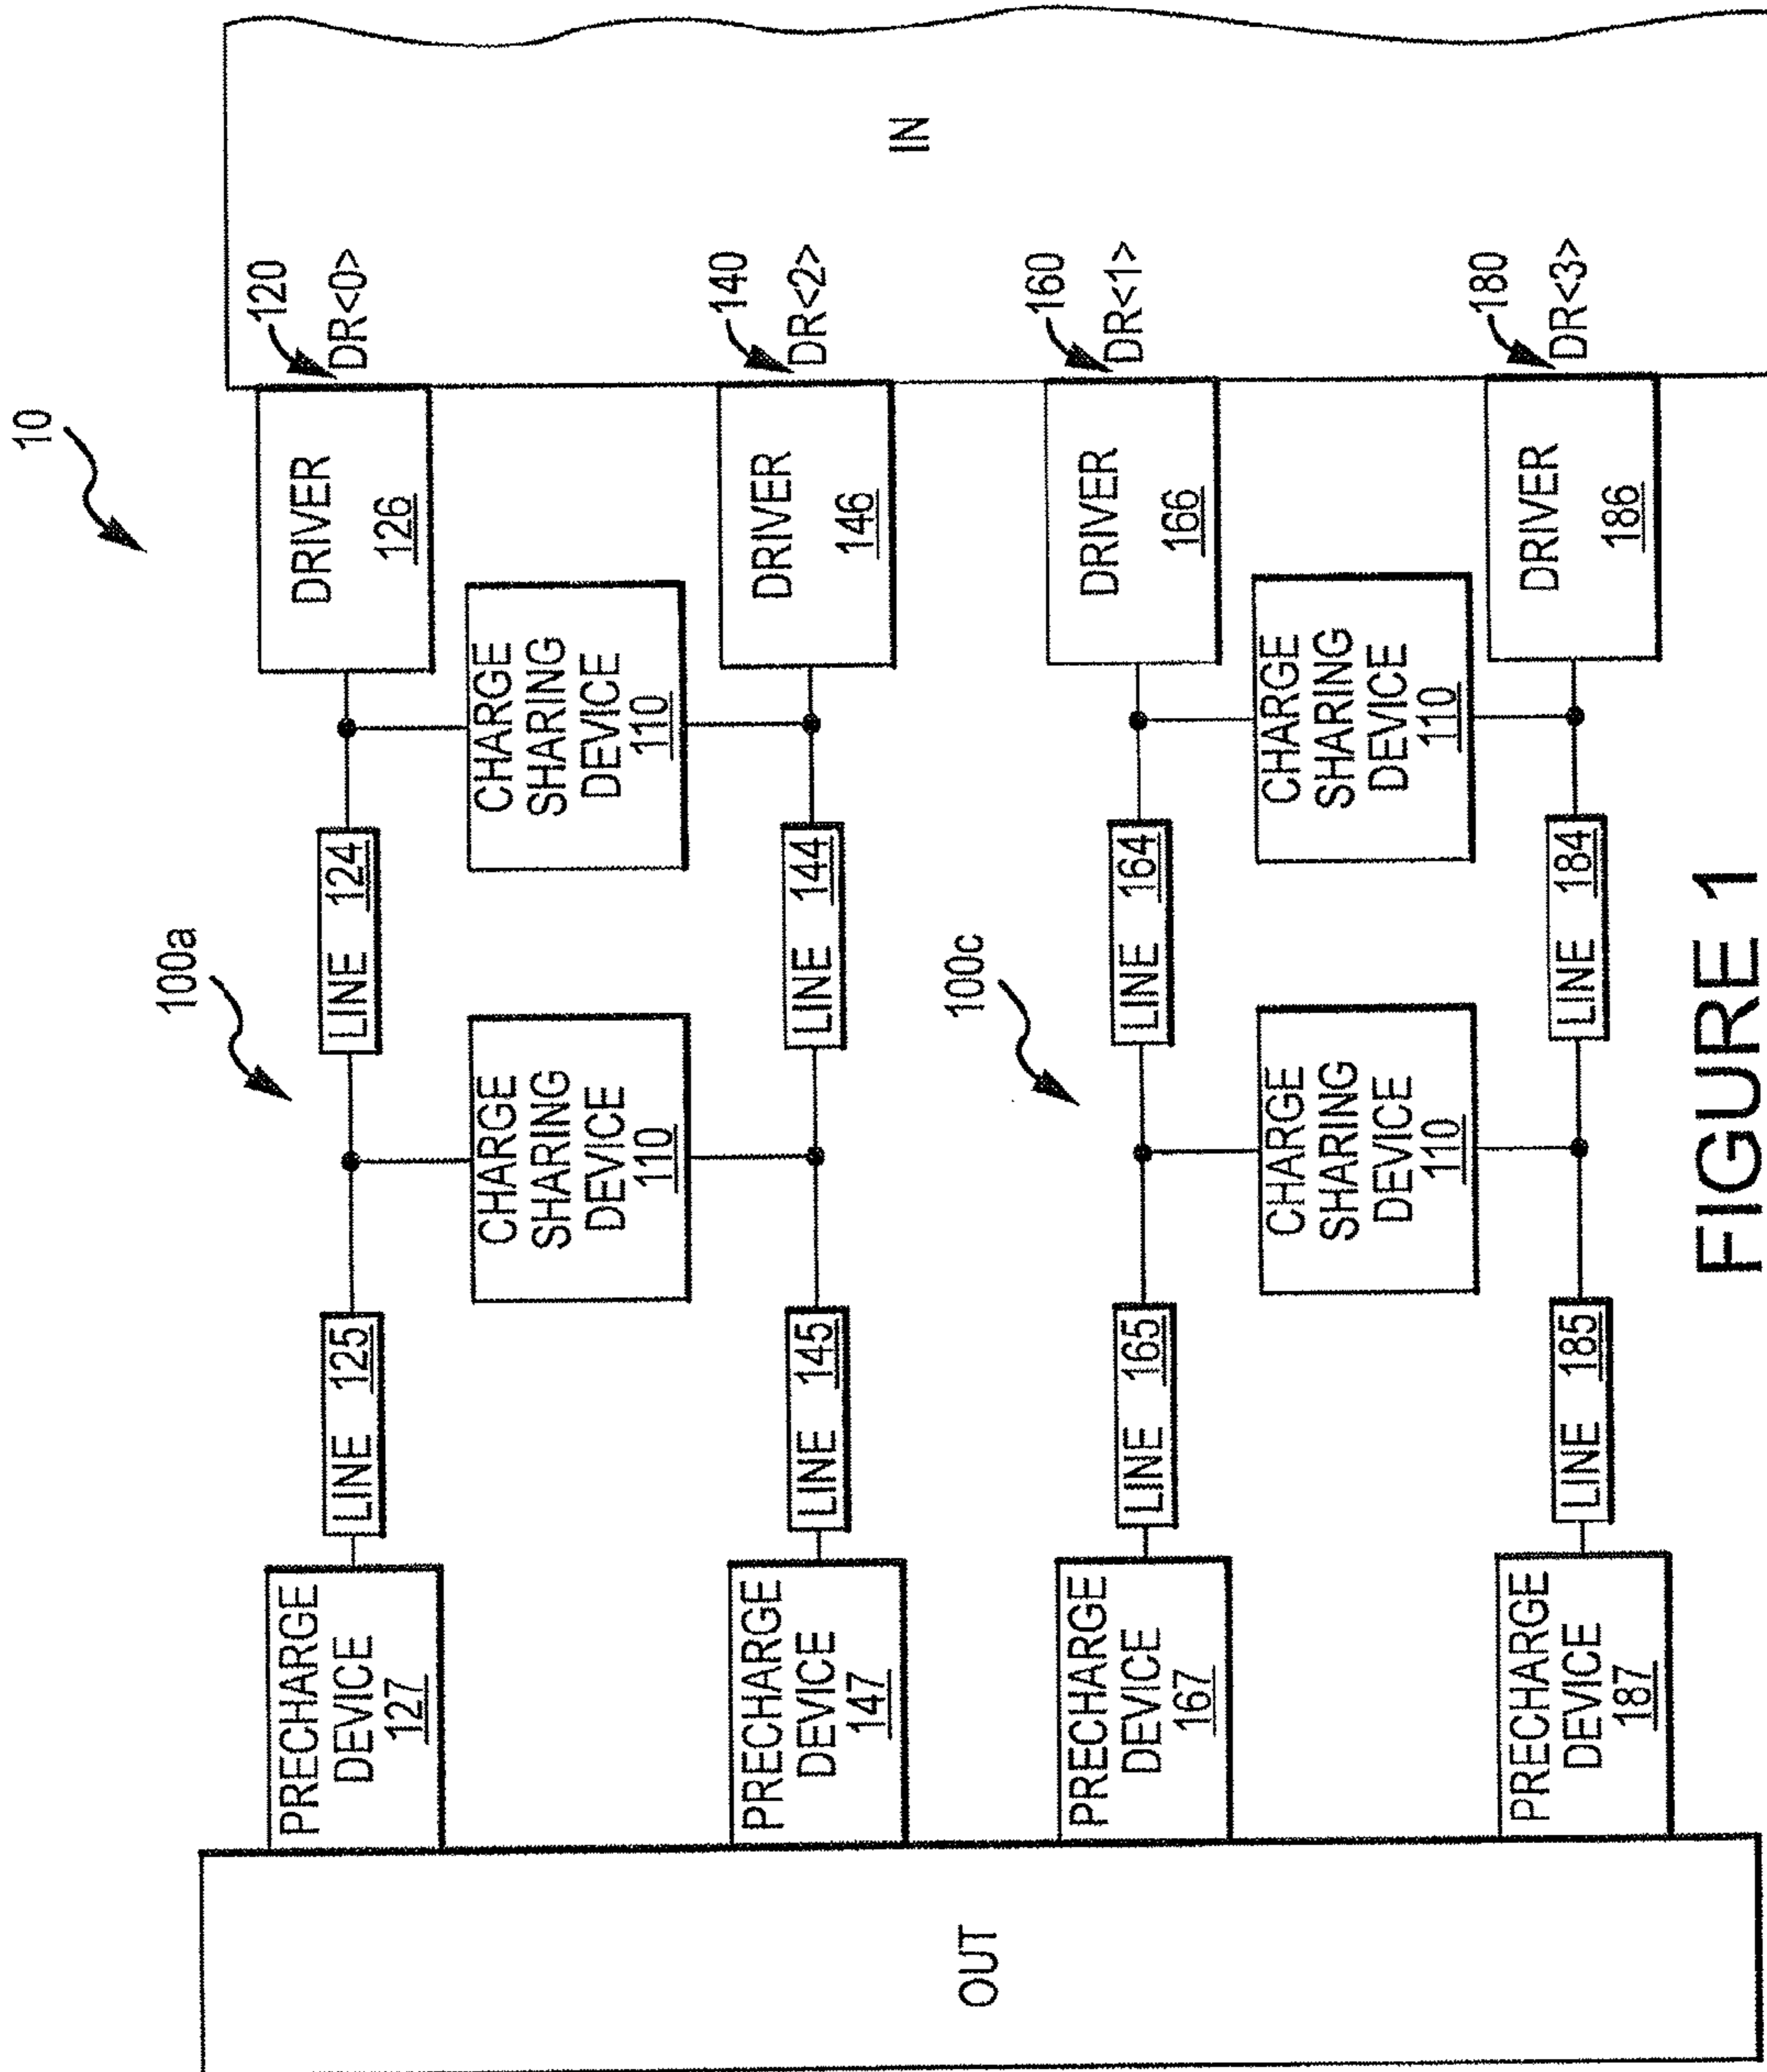 10
120
DR<0>
140
DR<2>
160
DR<1>
180
DR<3>
IN
DRIVER
126
DRIVER
146
DRIVER
166
DRIVER
186
CHARGE
SHARING
DEVICE
110
CHARGE
SHARING
DEVICE
110
100a
LINE 124
LINE 144
100c
LINE 164
LINE 184
CHARGE
SHARING
DEVICE
110
CHARGE
SHARING
DEVICE
110
LINE 125
LINE 145
LINE 165
LINE 185
PRECHARGE
DEVICE
127
PRECHARGE
DEVICE
147
PRECHARGE
DEVICE
167
PRECHARGE
DEVICE
187
OUT
FIGURE 1